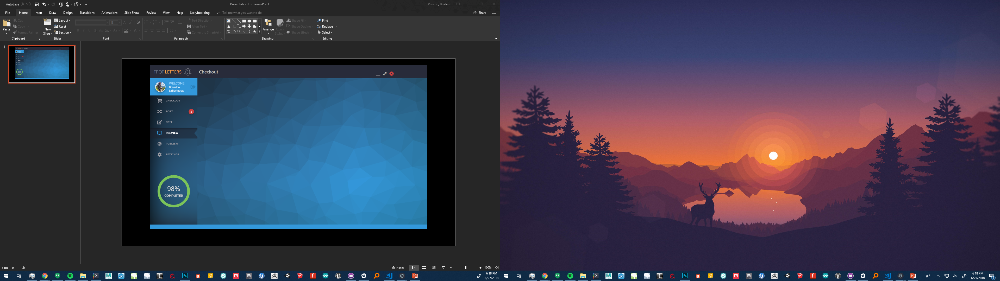 AutoSave Off
Presentation1 - PowerPoint
Preston, Braden
File Home Insert Draw Design Transitions Animations Slide Show Review View Help Storyboarding Tell me what you want to do
Share
Paste
Cut
Copy
Format Painter
Clipboard
New
Slide
Layout
Reset
Section
Slides
18
Font
Text Direction
Align Text
Convert to SmartArt
Paragraph
Arrange
Quick
Styles
Shape Fill
Shape Outline
Shape Effects
Drawing
Find
Replace
Select
Editing
1
TPOT LETTERS
Checkout
WELCOME
Brandon
LaBerteaux
CHECKOUT
SORT 3
EDIT
PREVIEW
PUBLISH
SETTINGS
98%
COMPLETED
Slide 1 of 1
Notes
100%
6:18 PM
6/27/2018
6:18 PM
6/27/2018